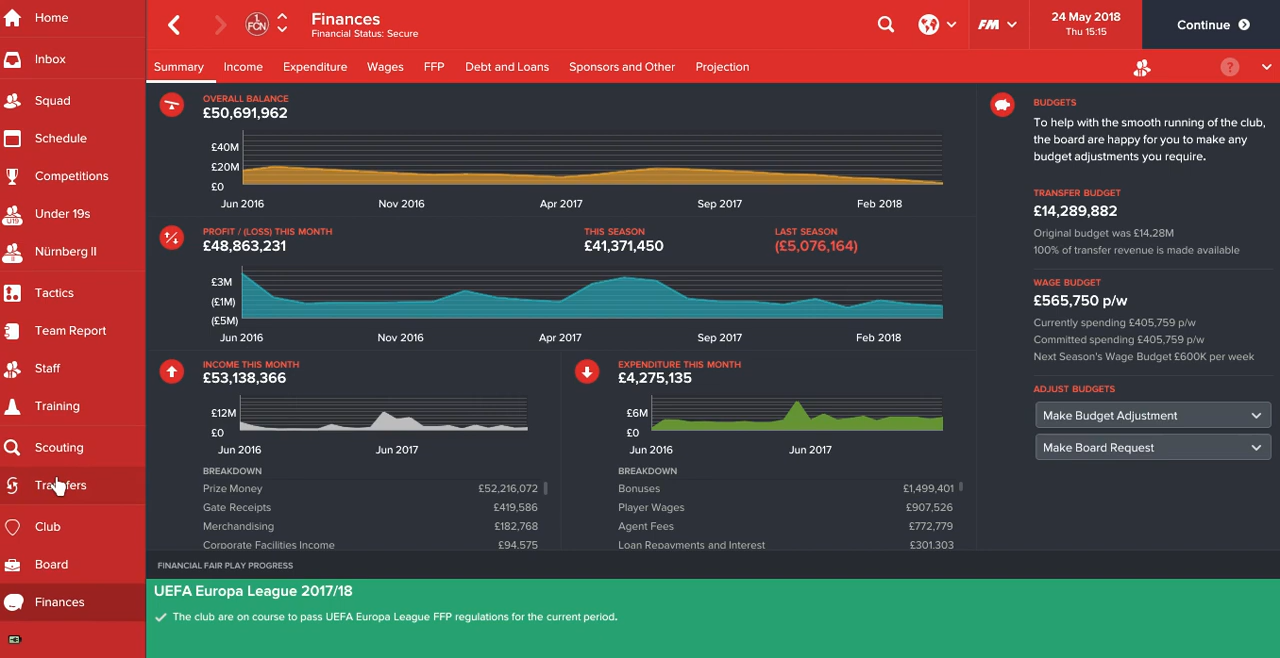 Home
Inbox
Squad
Schedule
Competitions
Under 19s
Nürnberg II
Tactics
Team Report
Staff
Training
Scouting
Transfers
Club
Board
Finances
U19
II
1.
FCN
Finances
Financial Status: Secure
FM
24 May 2018
Thu 15:15
Continue
Summary
Income
Expenditure
Wages
FFP
Debt and Loans
Sponsors and Other
Projection
?
OVERALL BALANCE
£50,691,962
£40M
£20M
£0
Jun 2016
Nov 2016
Apr 2017
Sep 2017
Feb 2018
PROFIT / (LOSS) THIS MONTH
£48,863,231
THIS SEASON
£41,371,450
LAST SEASON
(£5,076,164)
£3M
(£1M)
(£5M)
Jun 2016
Nov 2016
Apr 2017
Sep 2017
Feb 2018
INCOME THIS MONTH
£53,138,366
£12M
£0
Jun 2016
Jun 2017
BREAKDOWN
Prize Money £52,216,072
Gate Receipts £419,586
Merchandising £182,768
Corporate Facilities Income £94,575
EXPENDITURE THIS MONTH
£4,275,135
£6M
£0
Jun 2016
Jun 2017
BREAKDOWN
Bonuses £1,499,401
Player Wages £907,526
Agent Fees £772,779
Loan Repayments and Interest £301,303
BUDGETS
To help with the smooth running of the club,
the board are happy for you to make any
budget adjustments you require.
TRANSFER BUDGET
£14,289,882
Original budget was £14.28M
100% of transfer revenue is made available
WAGE BUDGET
£565,750 p/w
Currently spending £405,759 p/w
Committed spending £405,759 p/w
Next Season's Wage Budget £600K per week
ADJUST BUDGETS
Make Budget Adjustment
Make Board Request
FINANCIAL FAIR PLAY PROGRESS
UEFA Europa League 2017/18
The club are on course to pass UEFA Europa League FFP regulations for the current period.